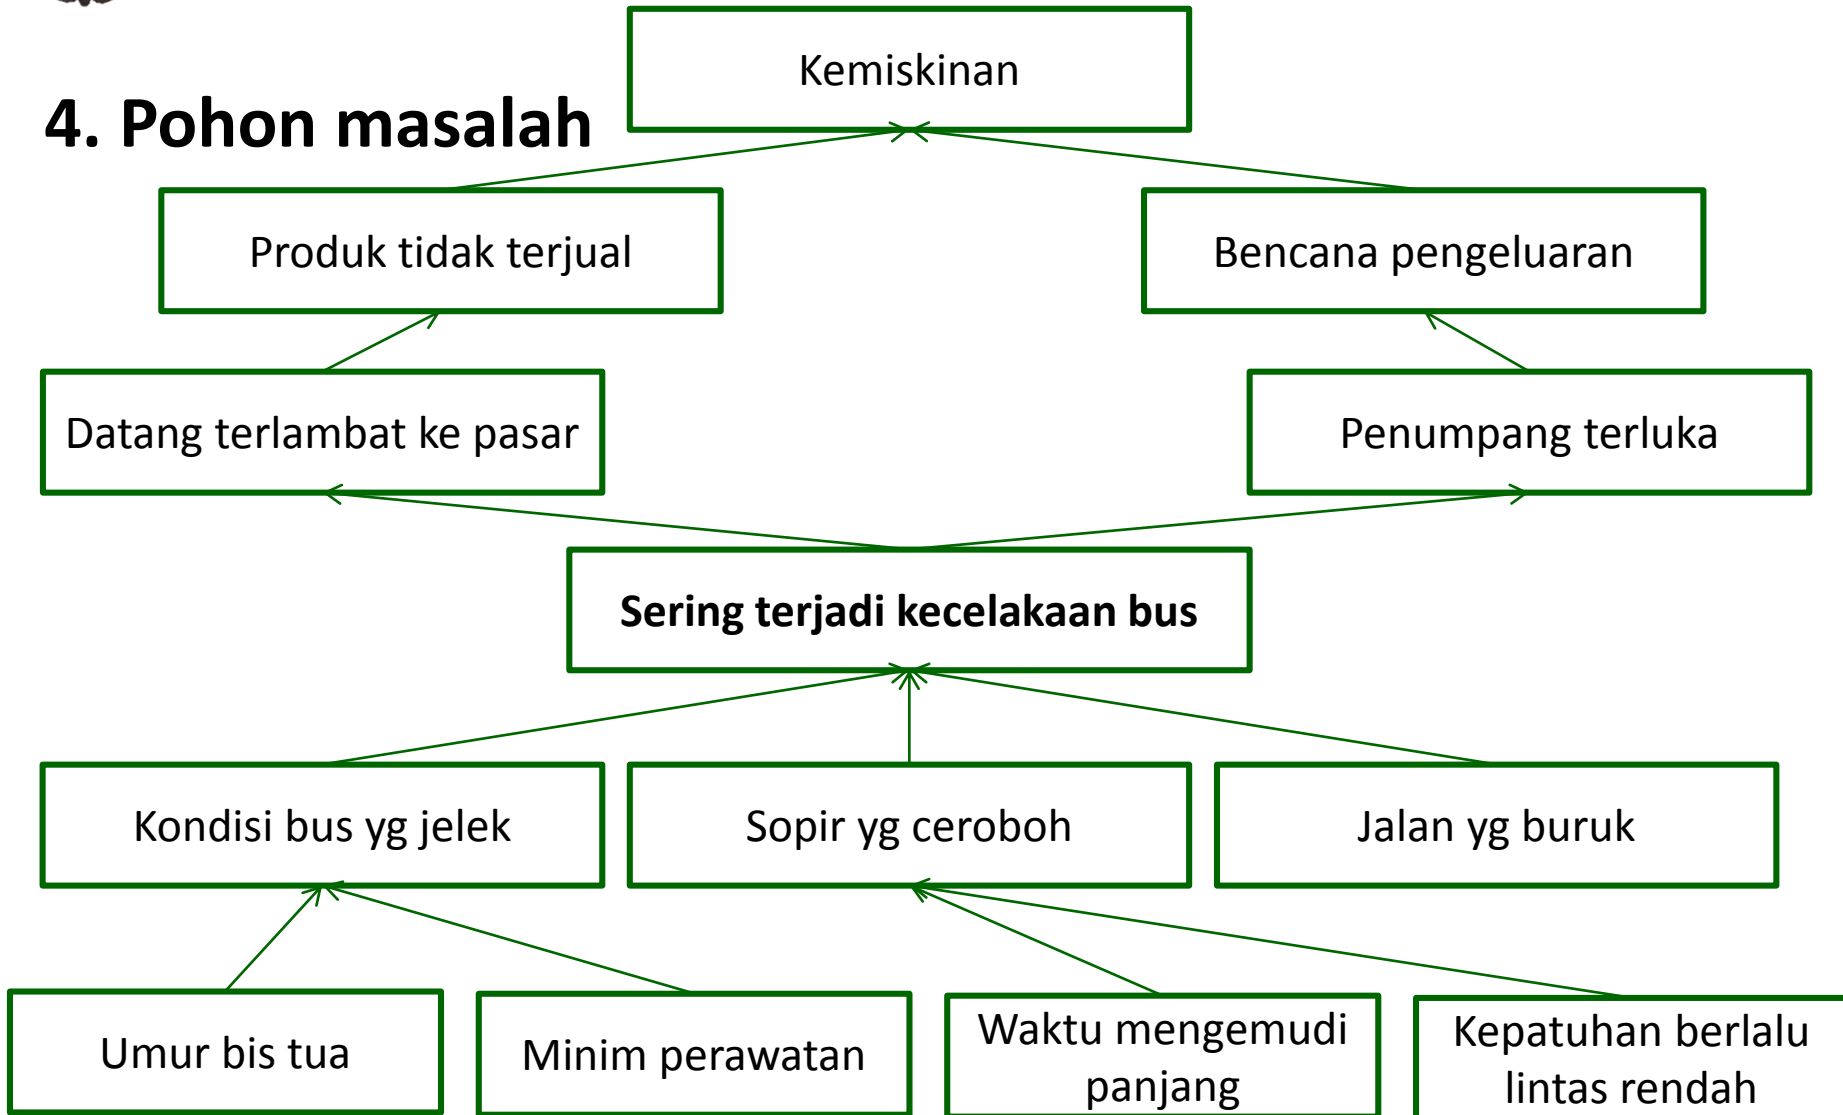 Kemiskinan
4. Pohon masalah
Produk tidak terjual
Bencana pengeluaran
Datang terlambat ke pasar
Penumpang terluka
Sering terjadi kecelakaan bus
Kondisi bus yg jelek
Sopir yg ceroboh
Jalan yg buruk
Umur bis tua
Minim perawatan
Waktu mengemudi
panjang
Kepatuhan berlalu
lintas rendah